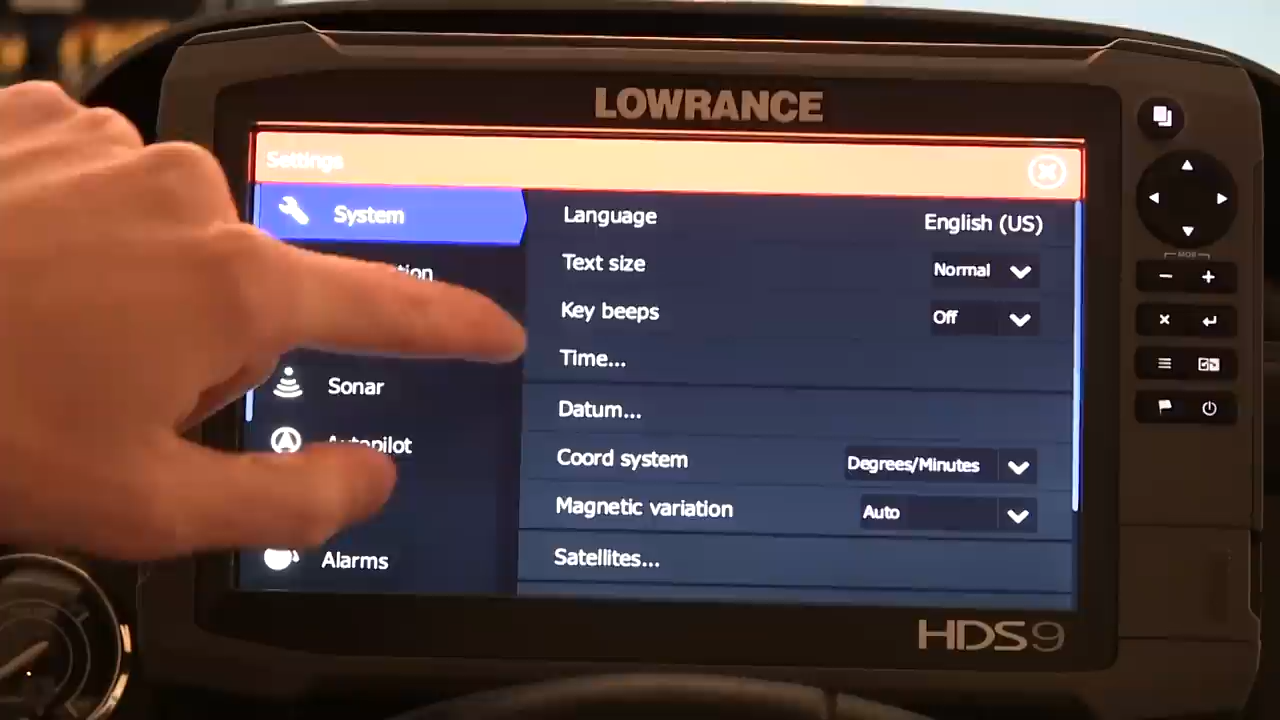 LOWRANCE
Settings
System
Language English (US)
Text size Normal
Key beeps Off
Time...
Sonar
Datum...
Autopilot
Coord system Degrees/Minutes
Magnetic variation Auto
Alarms
Satellites...
HDS9
MOB